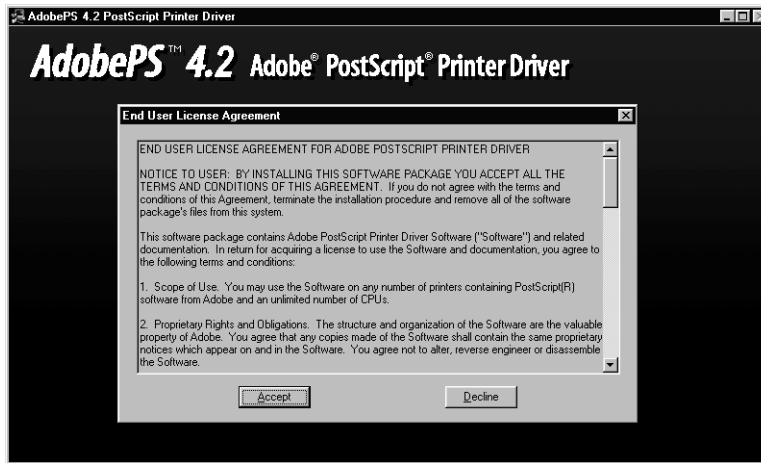 AdobePS 4.2 PostScript Printer Driver
AdobePS™ 4.2 Adobe® PostScript® Printer Driver
End User License Agreement
END USER LICENSE AGREEMENT FOR ADOBE POSTSCRIPT PRINTER DRIVER
NOTICE TO USER: BY INSTALLING THIS SOFTWARE PACKAGE YOU ACCEPT ALL THE
TERMS AND CONDITIONS OF THIS AGREEMENT. If you do not agree with the terms and
conditions of this Agreement, terminate the installation procedure and remove all of the software
package's files from this system.
This software package contains Adobe PostScript Printer Driver Software ("Software") and related
documentation. In return for acquiring a license to use the Software and documentation, you agree to
the following terms and conditions:
1. Scope of Use. You may use the Software on any number of printers containing PostScript(R)
software from Adobe and an unlimited number of CPUs.
2. Proprietary Rights and Obligations. The structure and organization of the Software are the valuable
property of Adobe. You agree that any copies made of the Software shall contain the same proprietary
notices which appear on and in the Software. You agree not to alter, reverse engineer or disassemble
the Software.
Accept
Decline